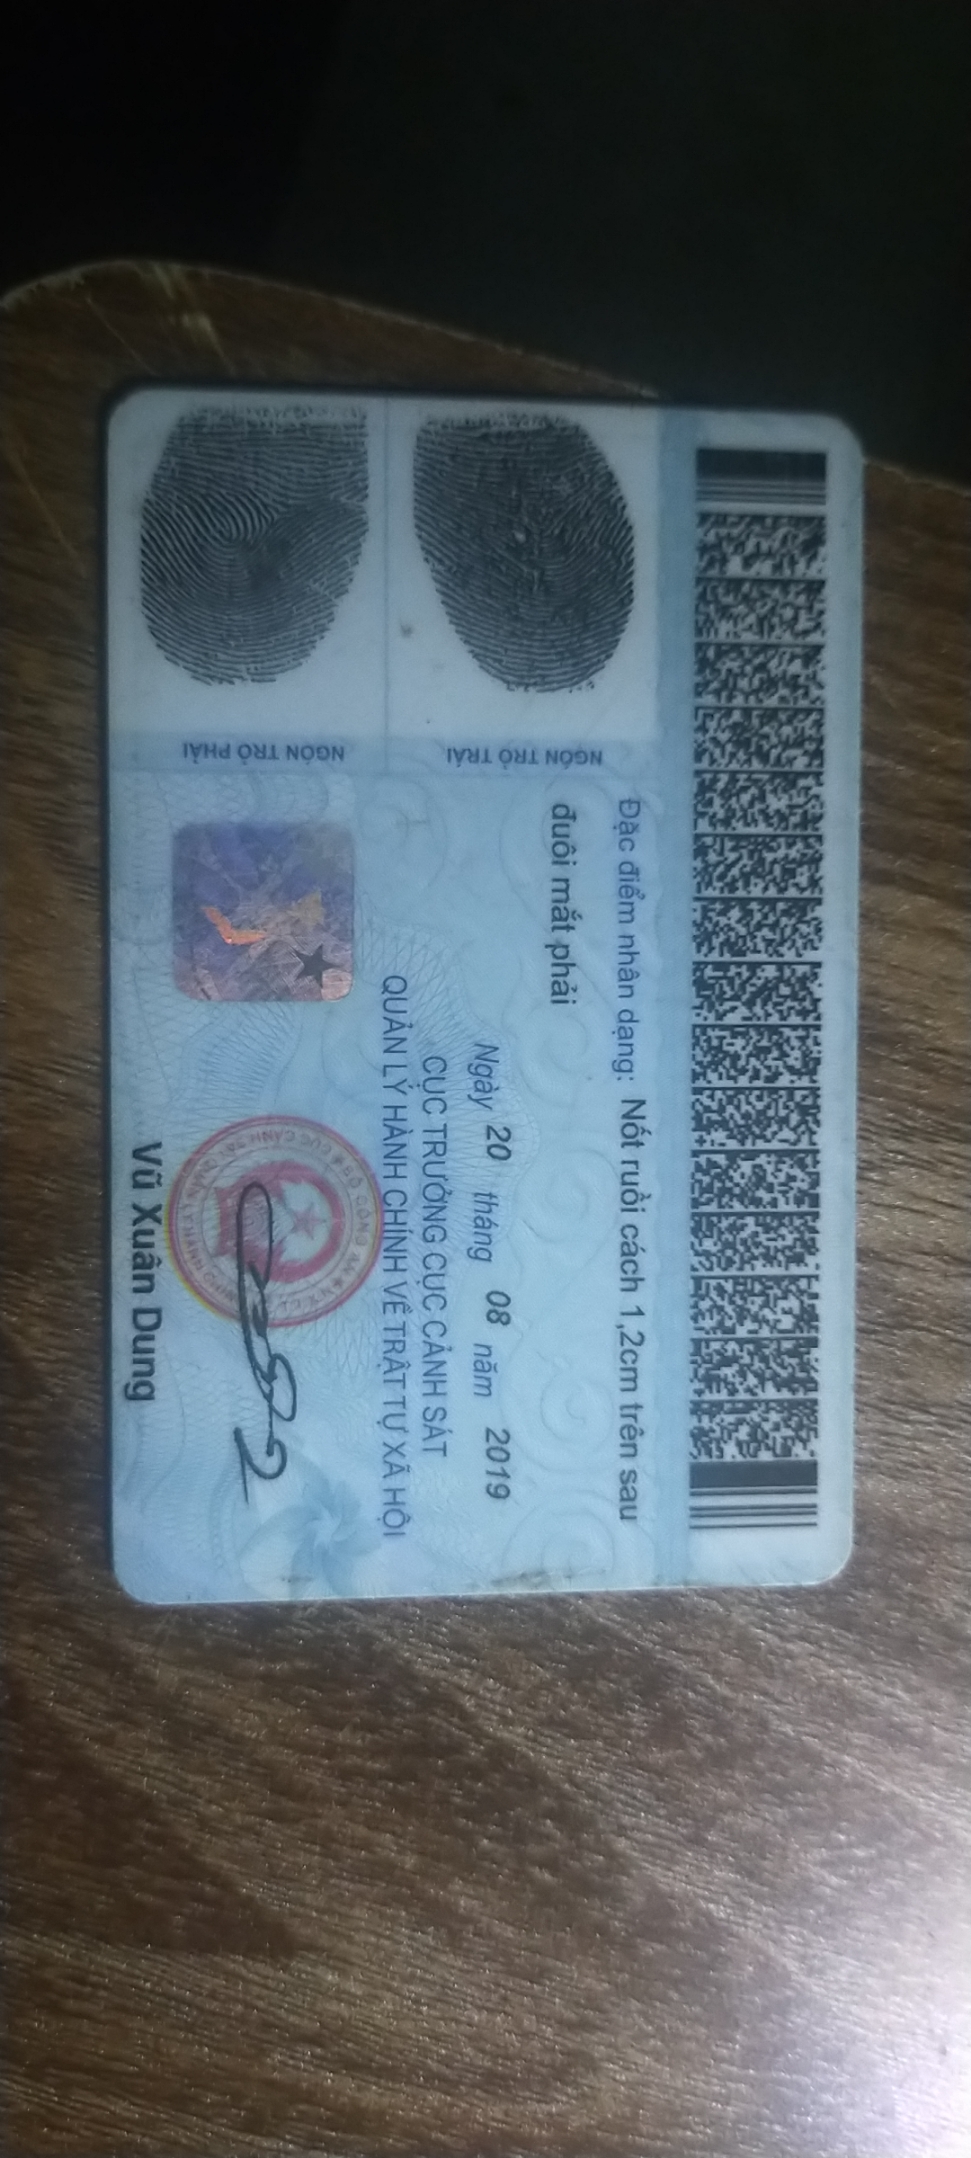 Đặc điểm nhân dạng: Nốt ruồi cách 1,2cm trên sau
đuôi mắt phải
Ngày 20 tháng 08 năm 2019
CỤC TRƯỞNG CỤC CẢNH SÁT
QUẢN LÝ HÀNH CHÍNH VỀ TRẬT TỰ XÃ HỘI
Vũ Xuân Dung
NGÓN TRỎ TRÁI
NGÓN TRỎ PHẢI